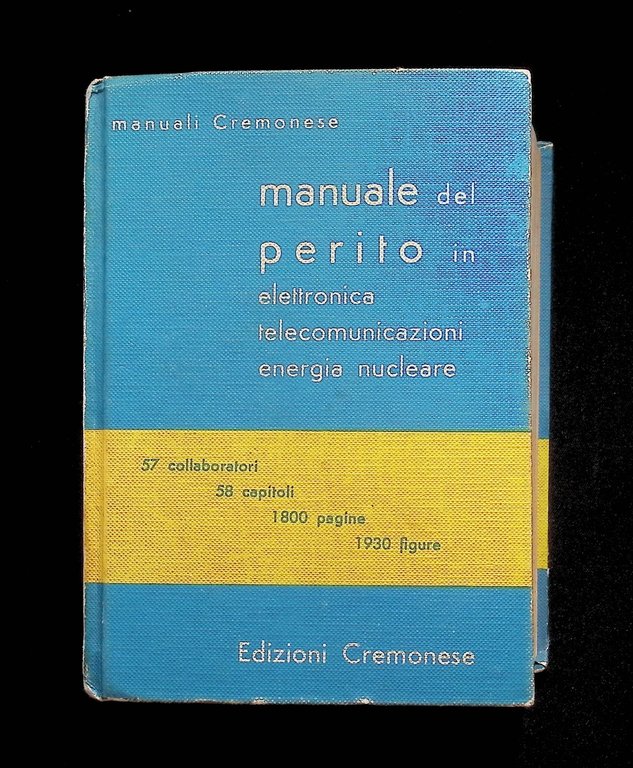 manuali Cremonese
manuale del
perito in
elettronica
telecomunicazioni
energia nucleare
57 collaboratori
58 capitoli
1800 pagine
1930 figure
Edizioni Cremonese